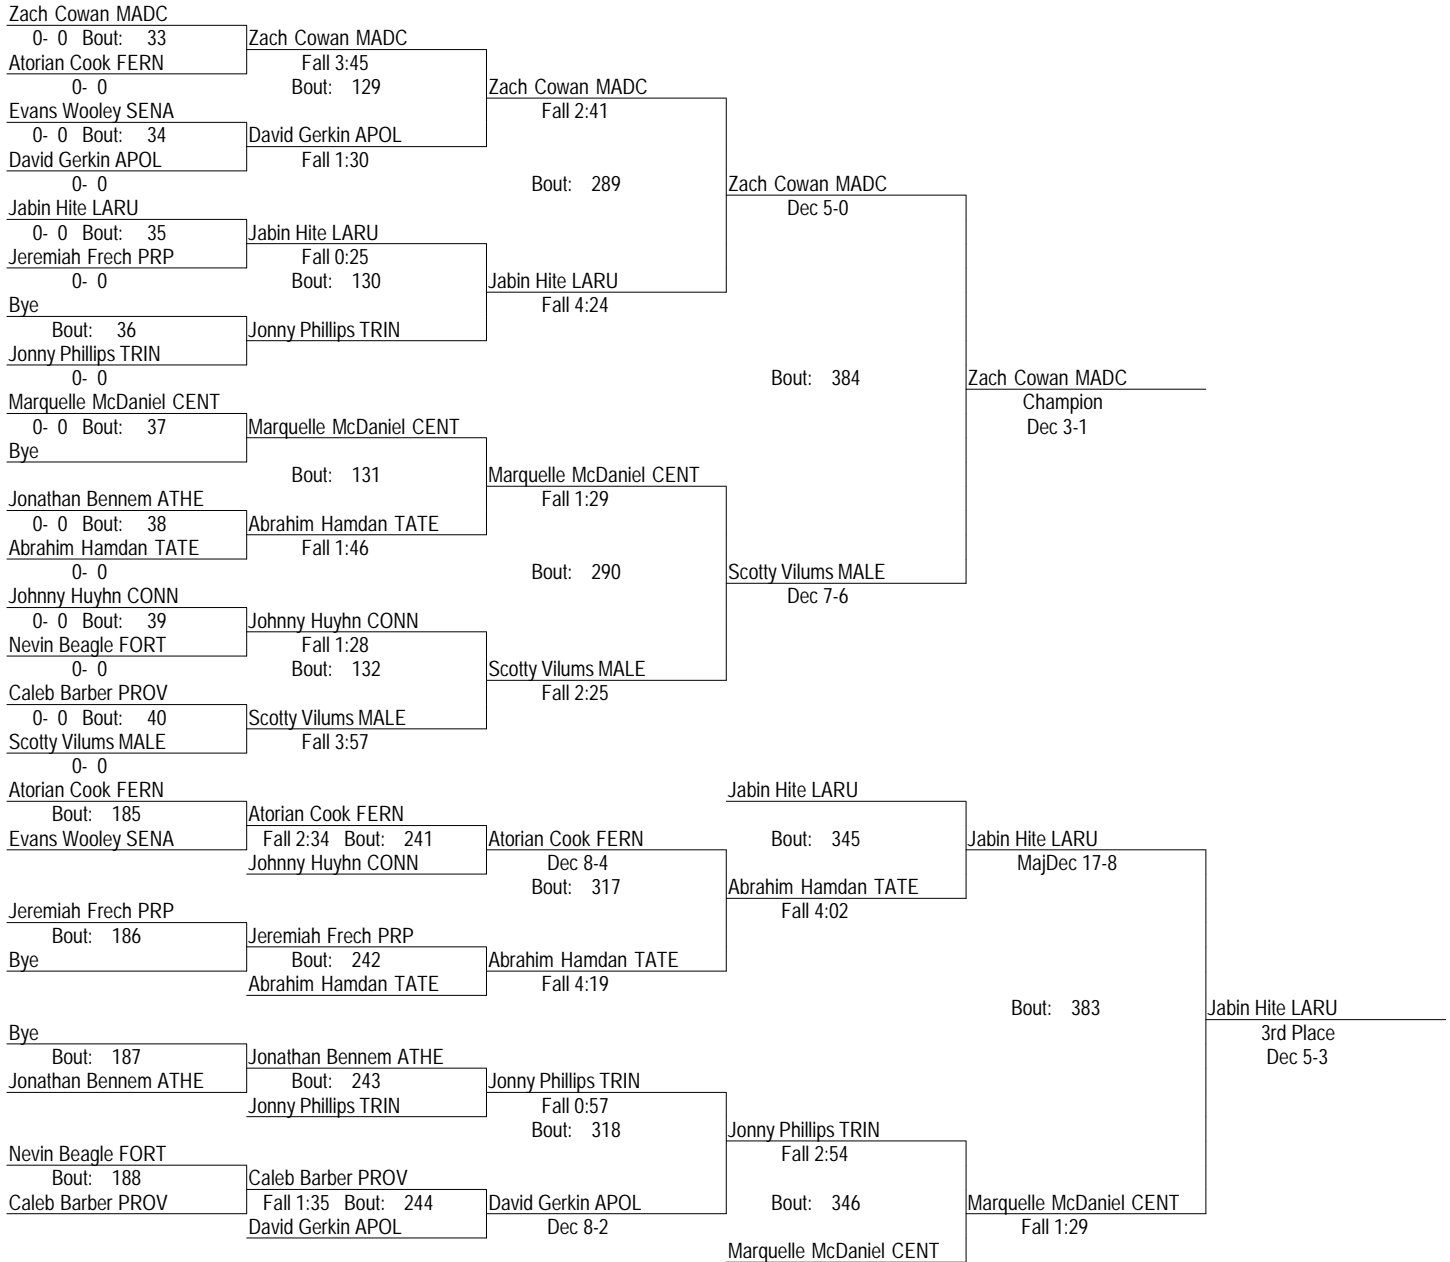 Zach Cowan MADC
0- 0 Bout: 33 Zach Cowan MADC
Atorian Cook FERN Fall 3:45
0- 0 Bout: 129 Zach Cowan MADC
Evans Wooley SENA Fall 2:41
0- 0 Bout: 34 David Gerkin APOL
David Gerkin APOL Fall 1:30
0- 0 Bout: 289 Zach Cowan MADC
Jabin Hite LARU Dec 5-0
0- 0 Bout: 35 Jabin Hite LARU
Jeremiah Frech PRP Fall 0:25
0- 0 Bout: 130 Jabin Hite LARU
Bye Fall 4:24
Bout: 36 Jonny Phillips TRIN
Jonny Phillips TRIN
0- 0 Bout: 384 Zach Cowan MADC
Marquelle McDaniel CENT Champion
0- 0 Bout: 37 Marquelle McDaniel CENT Dec 3-1
Bye
Bout: 131 Marquelle McDaniel CENT
Jonathan Bennem ATHE Fall 1:29
0- 0 Bout: 38 Abrahim Hamdan TATE
Abrahim Hamdan TATE Fall 1:46
0- 0 Bout: 290 Scotty Vilums MALE
Johnny Huyhn CONN Dec 7-6
0- 0 Bout: 39 Johnny Huyhn CONN
Nevin Beagle FORT Fall 1:28
0- 0 Bout: 132 Scotty Vilums MALE
Caleb Barber PROV Fall 2:25
0- 0 Bout: 40 Scotty Vilums MALE
Scotty Vilums MALE Fall 3:57
0- 0
Atorian Cook FERN Jabin Hite LARU
Bout: 185 Atorian Cook FERN
Evans Wooley SENA Fall 2:34 Bout: 241 Atorian Cook FERN Bout: 345 Jabin Hite LARU
Johnny Huyhn CONN Dec 8-4 MajDec 17-8
Bout: 317 Abrahim Hamdan TATE
Jeremiah Frech PRP Fall 4:02
Bout: 186 Jeremiah Frech PRP
Bye Bout: 242 Abrahim Hamdan TATE
Abrahim Hamdan TATE Fall 4:19
Bout: 383 Jabin Hite LARU
Bye 3rd Place
Bout: 187 Jonathan Bennem ATHE Dec 5-3
Jonathan Bennem ATHE Bout: 243 Jonny Phillips TRIN
Jonny Phillips TRIN Fall 0:57
Bout: 318 Jonny Phillips TRIN
Nevin Beagle FORT Fall 2:54
Bout: 188 Caleb Barber PROV
Caleb Barber PROV Fall 1:35 Bout: 244 David Gerkin APOL Bout: 346 Marquelle McDaniel CENT
David Gerkin APOL Dec 8-2 Fall 1:29
Marquelle McDaniel CENT